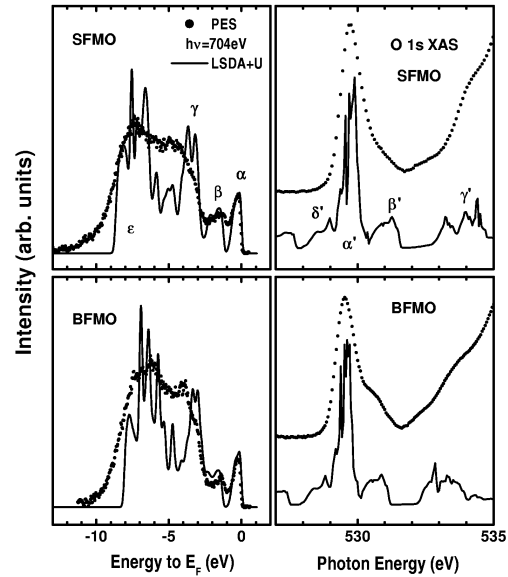 SFMO
PES
hν=704eV
LSDA+U
γ
β
α
ε
O 1s XAS
SFMO
δ'
α'
β'
γ'
BFMO
BFMO
Intensity (arb. units)
-10
-5
0
530
535
Energy to EF (eV)
Photon Energy (eV)